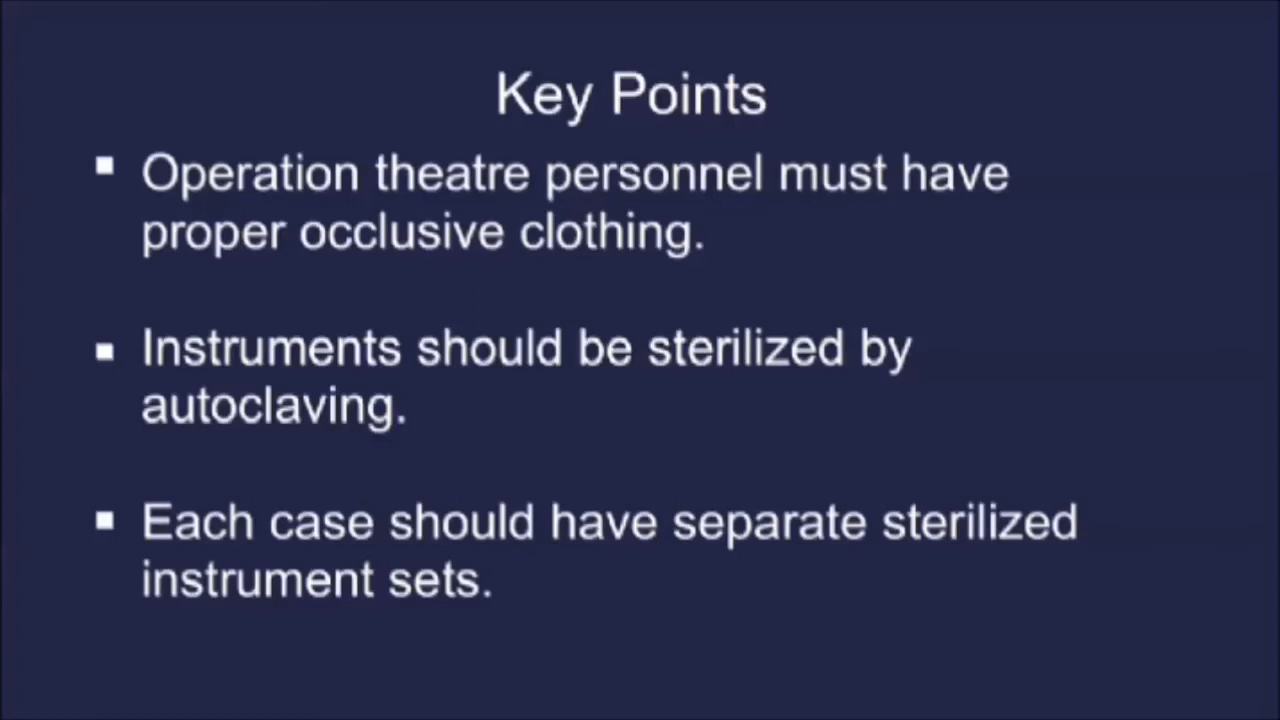 Key Points
▪ Operation theatre personnel must have
proper occlusive clothing.
▪ Instruments should be sterilized by
autoclaving.
▪ Each case should have separate sterilized
instrument sets.